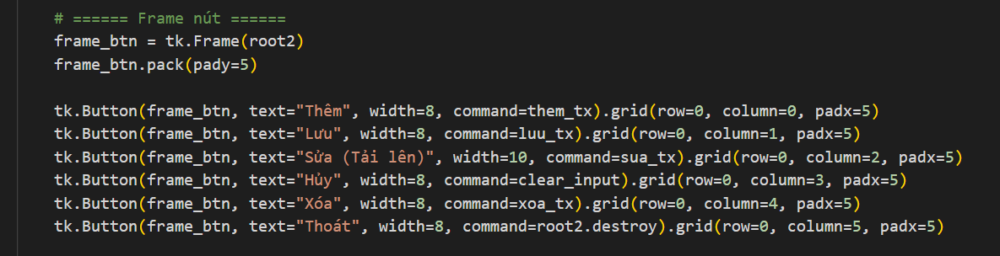 # ====== Frame nút ======
frame_btn = tk.Frame(root2)
frame_btn.pack(pady=5)
tk.Button(frame_btn, text="Thêm", width=8, command=them_tx).grid(row=0, column=0, padx=5)
tk.Button(frame_btn, text="Lưu", width=8, command=luu_tx).grid(row=0, column=1, padx=5)
tk.Button(frame_btn, text="Sửa (Tải lên)", width=10, command=sua_tx).grid(row=0, column=2, padx=5)
tk.Button(frame_btn, text="Hủy", width=8, command=clear_input).grid(row=0, column=3, padx=5)
tk.Button(frame_btn, text="Xóa", width=8, command=xoa_tx).grid(row=0, column=4, padx=5)
tk.Button(frame_btn, text="Thoát", width=8, command=root2.destroy).grid(row=0, column=5, padx=5)